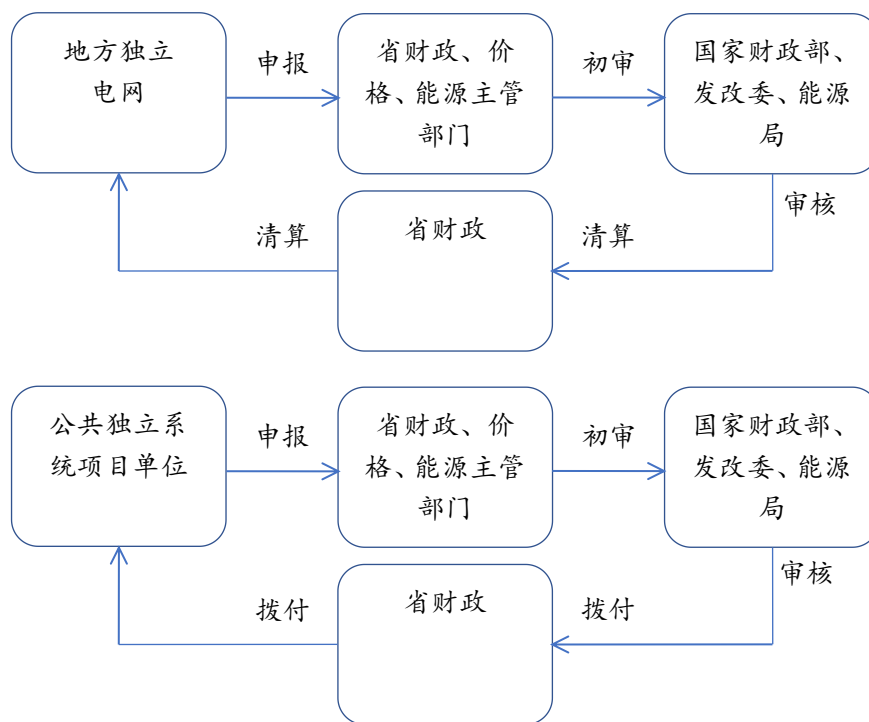 地方独立
电网
申报
省财政、价
格、能源主管
部门
初审
国家财政部、
发改委、能源
局
审核
清算
省财政
清算
公共独立系
统项目单位
申报
省财政、价
格、能源主管
部门
初审
国家财政部、
发改委、能源
局
审核
拨付
省财政
拨付